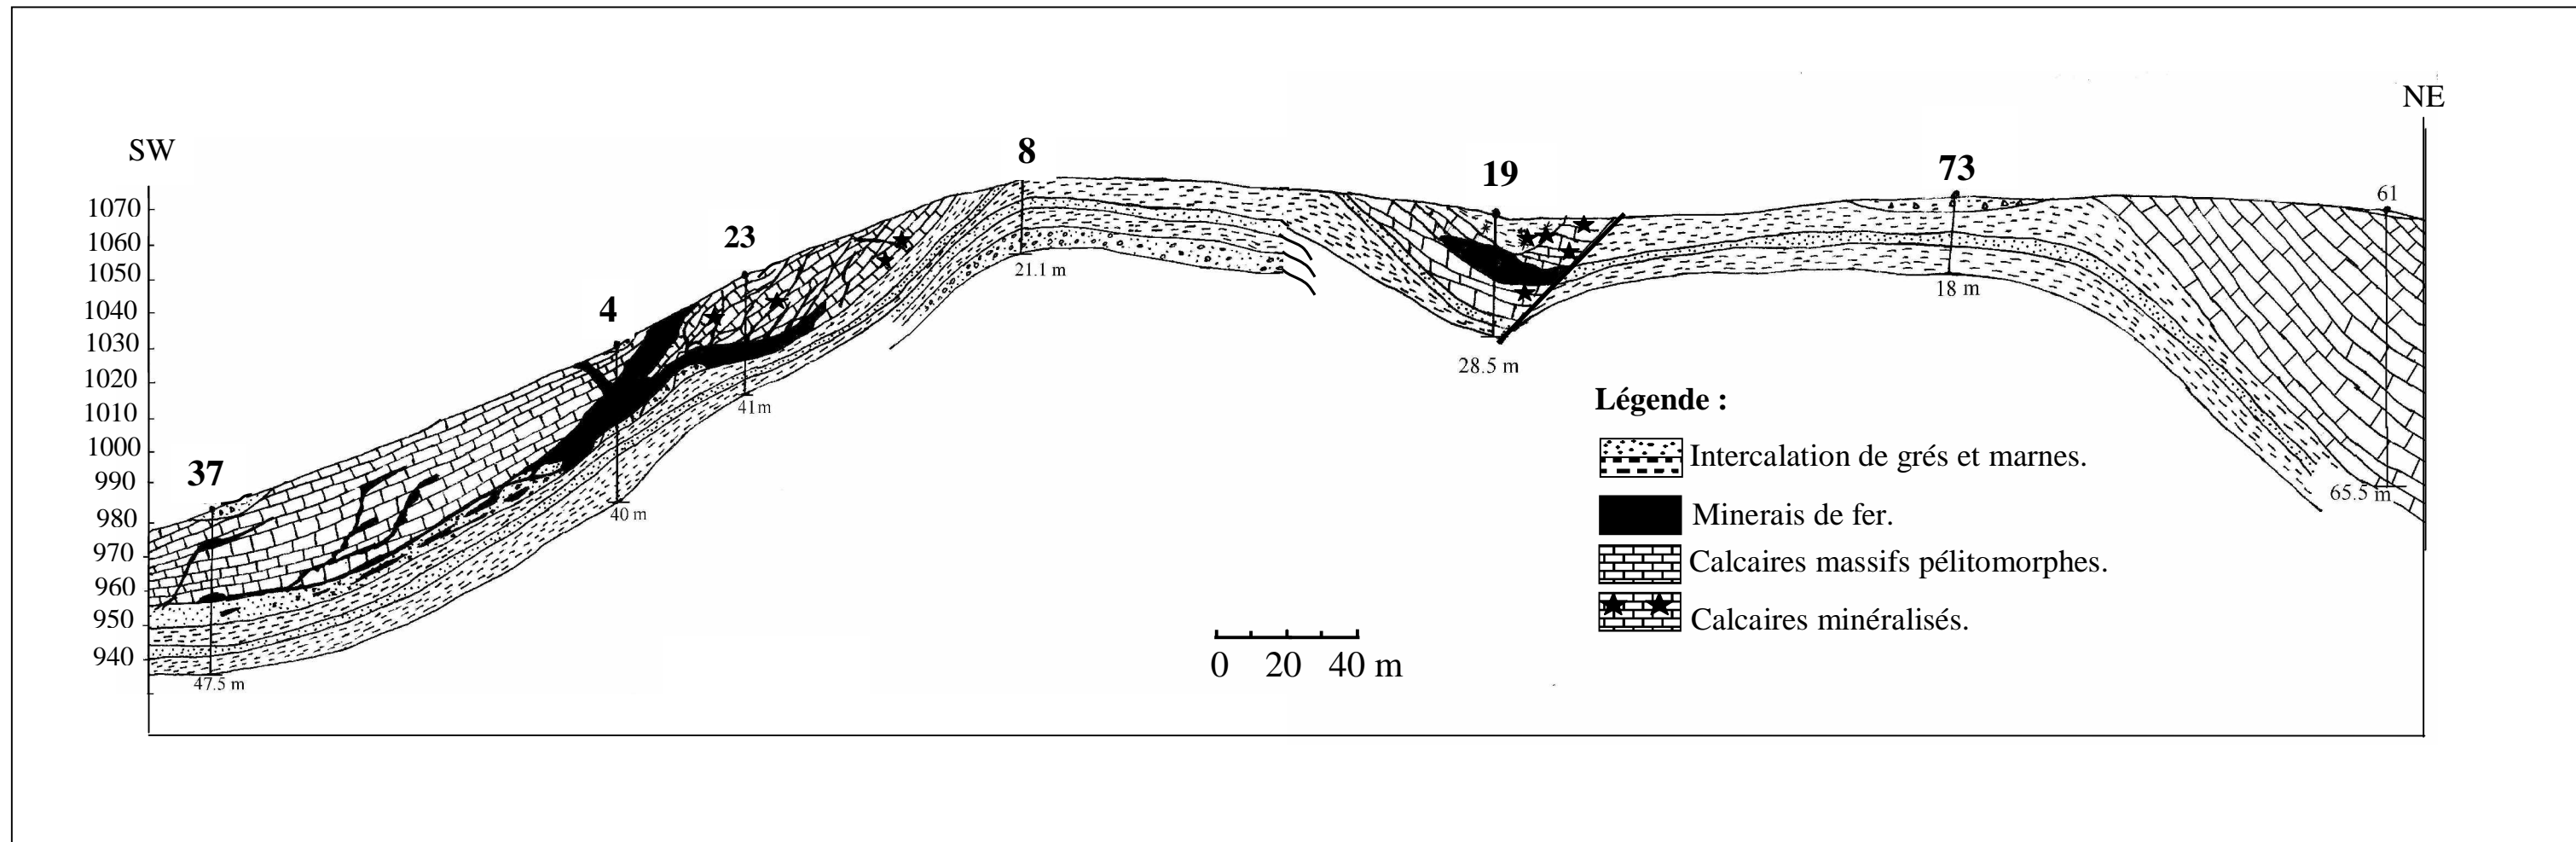 SW
NE
8
19
73
61
23
4
37
1070
1060
1050
1040
1030
1020
1010
1000
990
980
970
960
950
940
21.1 m
18 m
28.5 m
41m
40 m
65.5 m
47.5 m
Légende :
Intercalation de grés et marnes.
Minerais de fer.
Calcaires massifs pélitomorphes.
Calcaires minéralisés.
0 20 40 m